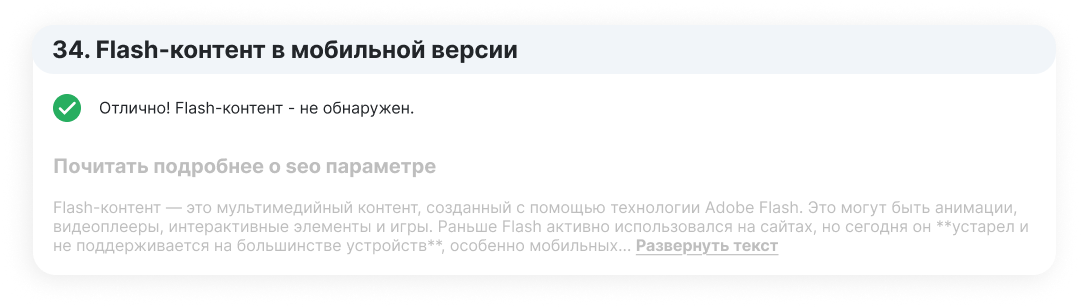 34. Flash-контент в мобильной версии
Отлично! Flash-контент - не обнаружен.
Почитать подробнее о seo параметре
Flash-контент — это мультимедийный контент, созданный с помощью технологии Adobe Flash. Это могут быть анимации,
видеоплееры, интерактивные элементы и игры. Раньше Flash активно использовался на сайтах, но сегодня он **устарел и
не поддерживается на большинстве устройств**, особенно мобильных... Развернуть текст